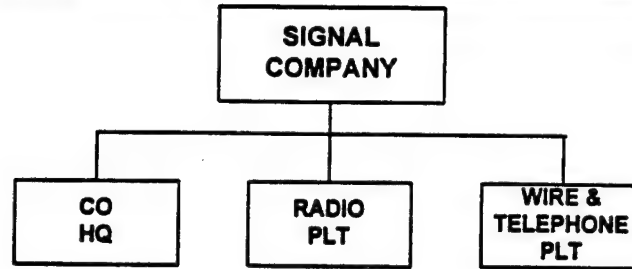 SIGNAL
COMPANY
CO
HQ
RADIO
PLT
WIRE &
TELEPHONE
PLT